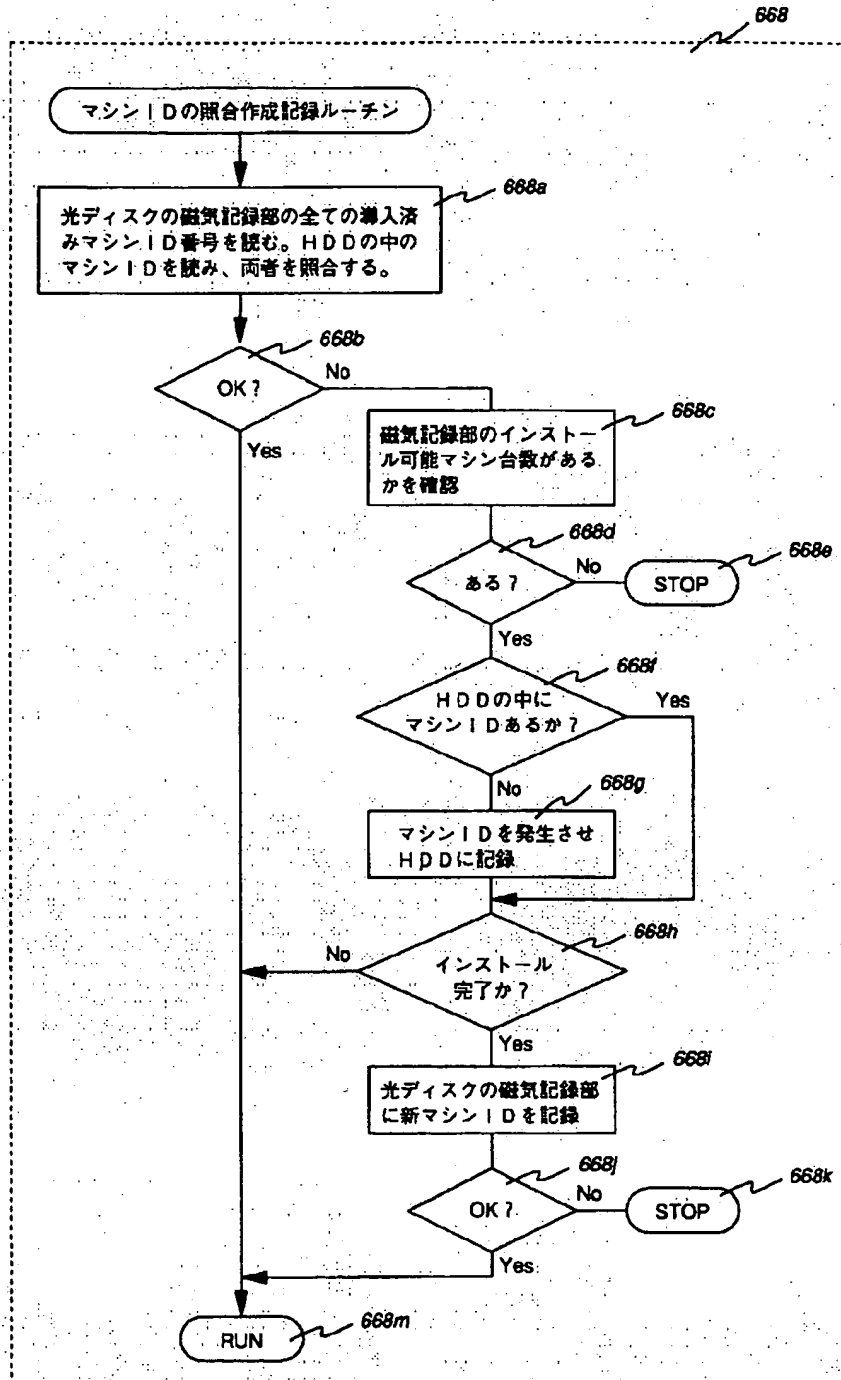 668
マシンIDの照合作成記録ルーチン
668a
光ディスクの磁気記録部の全ての導入済
みマシンID番号を読む。HDDの中の
マシンIDを読み、両者を照合する。
668b
OK?
No
Yes
668c
磁気記録部のインストー
ル可能マシン台数がある
かを確認
668d
ある?
No
668e
STOP
Yes
668f
HDDの中に
マシンIDあるか?
Yes
No
668g
マシンIDを発生させ
HDDに記録
668h
No
インストール
完了か?
Yes
668i
光ディスクの磁気記録部
に新マシンIDを記録
668j
OK?
No
668k
STOP
Yes
RUN
668m